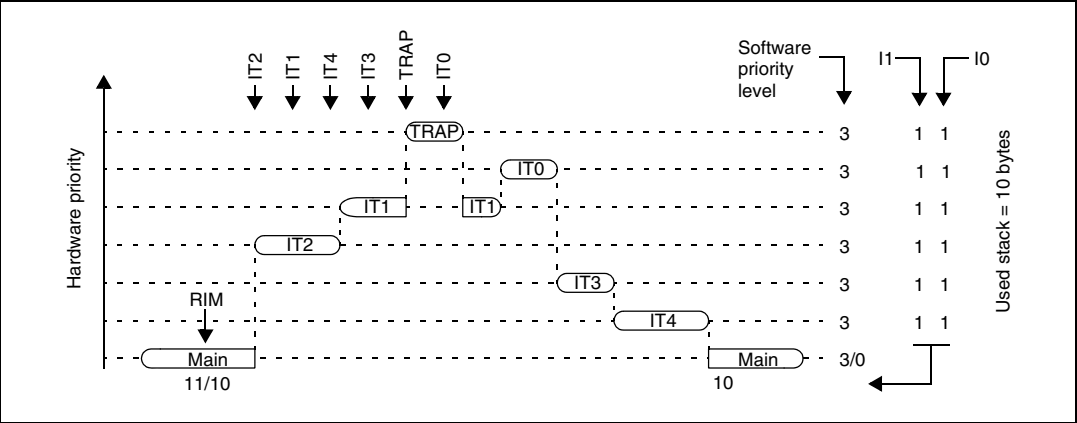 IT2
IT1
IT4
IT3
TRAP
IT0
Software
priority
level
I1
I0
Hardware priority
TRAP
3
1 1
IT0
3
1 1
IT1
IT1
3
1 1
IT2
3
1 1
IT3
3
1 1
RIM
IT4
3
1 1
Main
Main
3/0
11/10
10
Used stack = 10 bytes